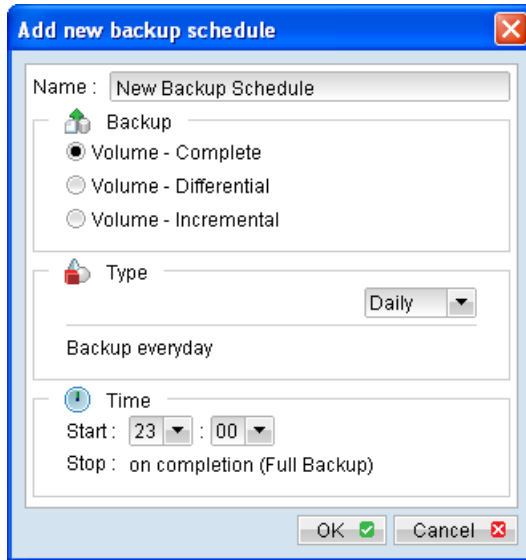 Add new backup schedule
Name : New Backup Schedule
Backup
Volume - Complete
Volume - Differential
Volume - Incremental
Type
Daily
Backup everyday
Time
Start : 23 : 00
Stop : on completion (Full Backup)
OK Cancel